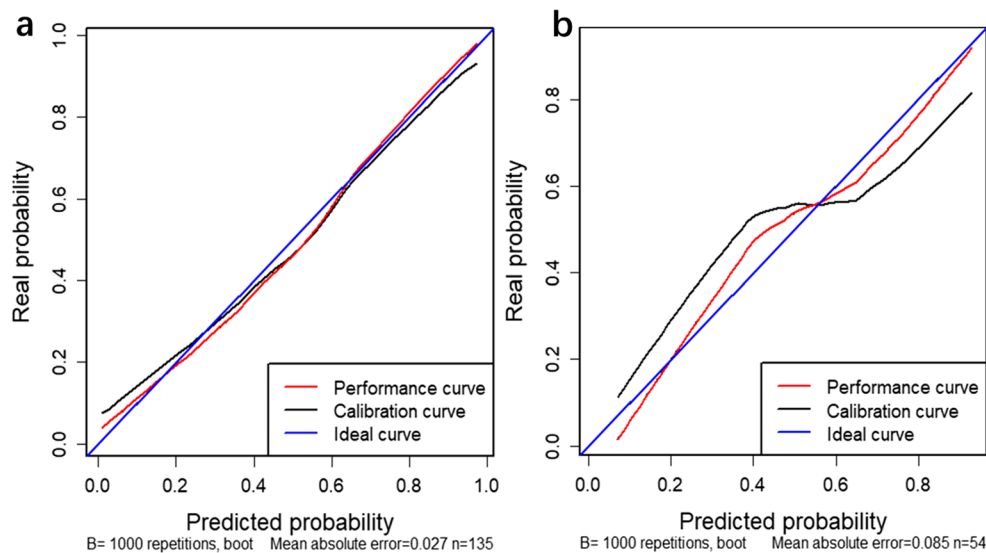 a
1.0
0.8
0.6
0.4
0.2
0.0
Real probability
Performance curve
Calibration curve
Ideal curve
0.0 0.2 0.4 0.6 0.8 1.0
Predicted probability
B= 1000 repetitions, boot Mean absolute error=0.027 n=135
b
0.8
0.6
0.4
0.2
0.0
Real probability
Performance curve
Calibration curve
Ideal curve
0.0 0.2 0.4 0.6 0.8
Predicted probability
B= 1000 repetitions, boot Mean absolute error=0.085 n=54